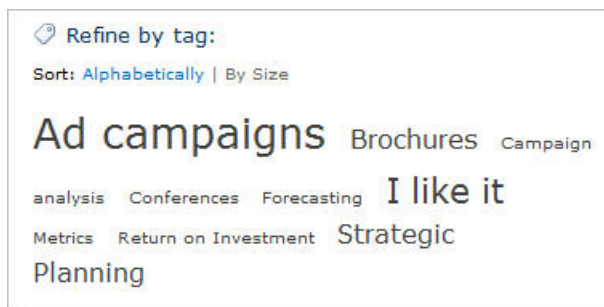 Refine by tag:
Sort: Alphabetically | By Size
Ad campaigns Brochures Campaign
analysis Conferences Forecasting I like it
Metrics Return on Investment Strategic
Planning